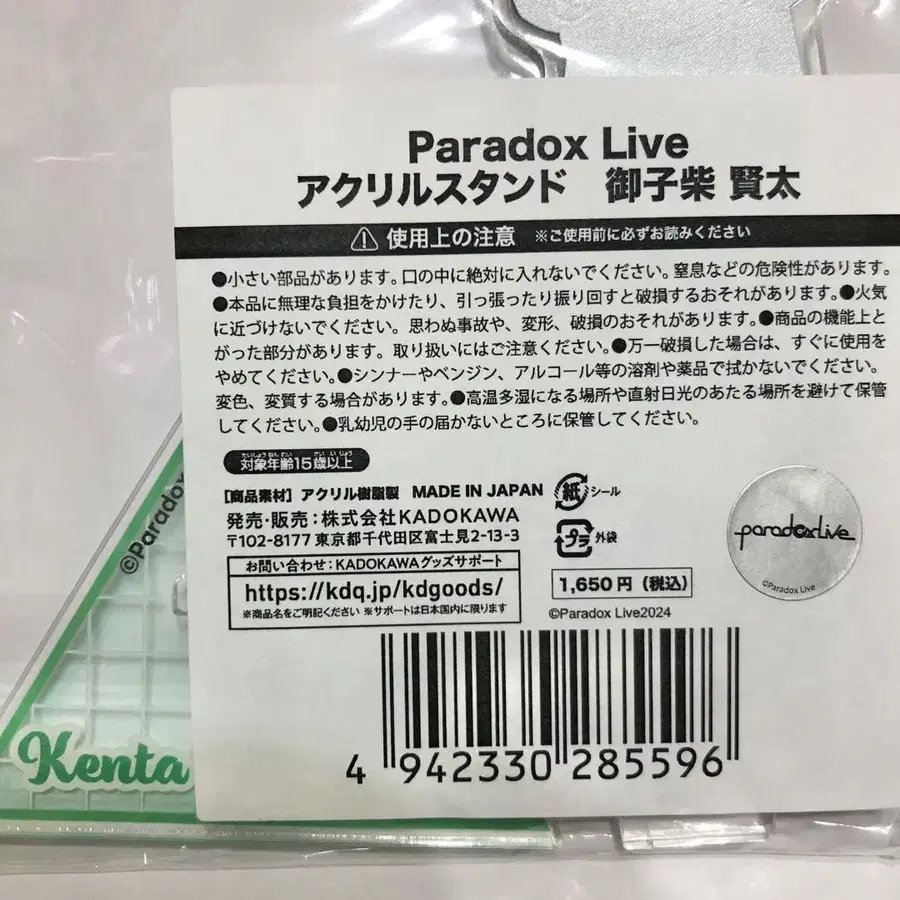 Paradox Live
アクリルスタンド 御子柴 賢太
使用上の注意 ※ご使用前に必ずお読みください
●小さい部品があります。口の中に絶対に入れないでください。窒息などの危険性があります。
●本品に無理な負担をかけたり、引っ張ったり振り回すと破損するおそれがあります。●火気
に近づけないでください。思わぬ事故や、変形、破損のおそれがあります。●商品の機能上と
がった部分があります。取り扱いにはご注意ください。●万一破損した場合は、すぐに使用を
やめてください。●シンナーやベンジン、アルコール等の溶剤や薬品で拭かないでください。
変色、変質する場合があります。●高温多湿になる場所や直射日光のあたる場所を避けて保管
してください。●乳幼児の手の届かないところに保管してください。
たいしょうねんれい さい いじょう
対象年齢15歳以上
【商品素材】アクリル樹脂製 MADE IN JAPAN
発売・販売：株式会社KADOKAWA
〒102-8177 東京都千代田区富士見2-13-3
お問い合わせ：KADOKAWAグッズサポート
https://kdq.jp/kdgoods/
※商品名をご明記ください ※サポートは日本国内に限ります
紙 シール
プラ 外袋
1,650円（税込）
©Paradox Live2024
paradoxlive
©Paradox Live
4 942330 285596
©Paradox
Kenta